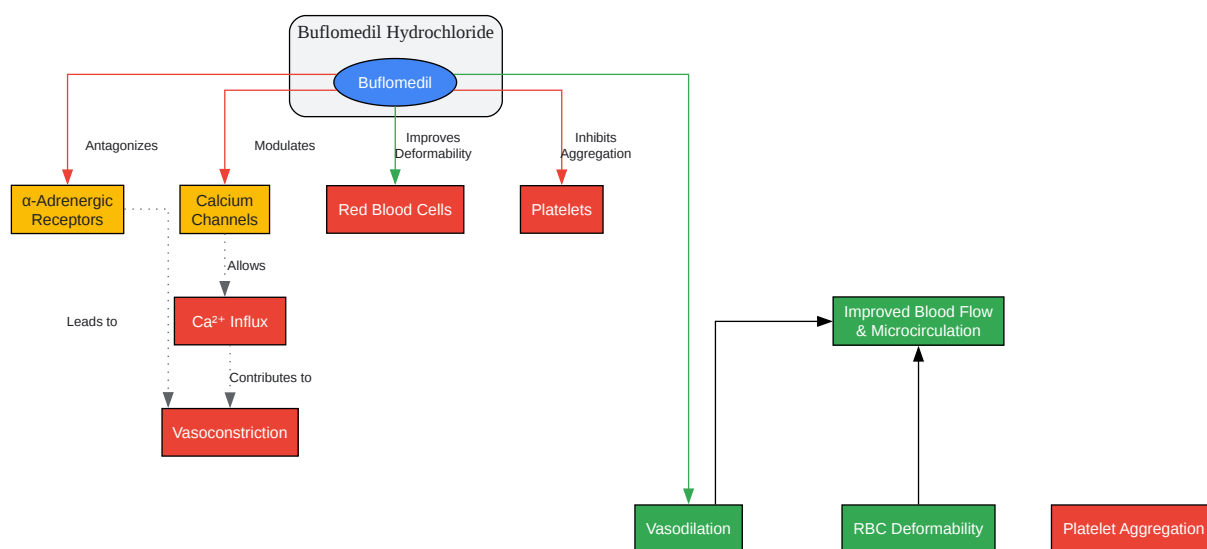 Buflomedil Hydrochloride
Buflomedil
Antagonizes
Modulates
Improves
Deformability
Inhibits
Aggregation
α-Adrenergic
Receptors
Calcium
Channels
Red Blood Cells
Platelets
Allows
Leads to
Ca²⁺ Influx
Improved Blood Flow
& Microcirculation
Contributes to
Vasoconstriction
Vasodilation
RBC Deformability
Platelet Aggregation